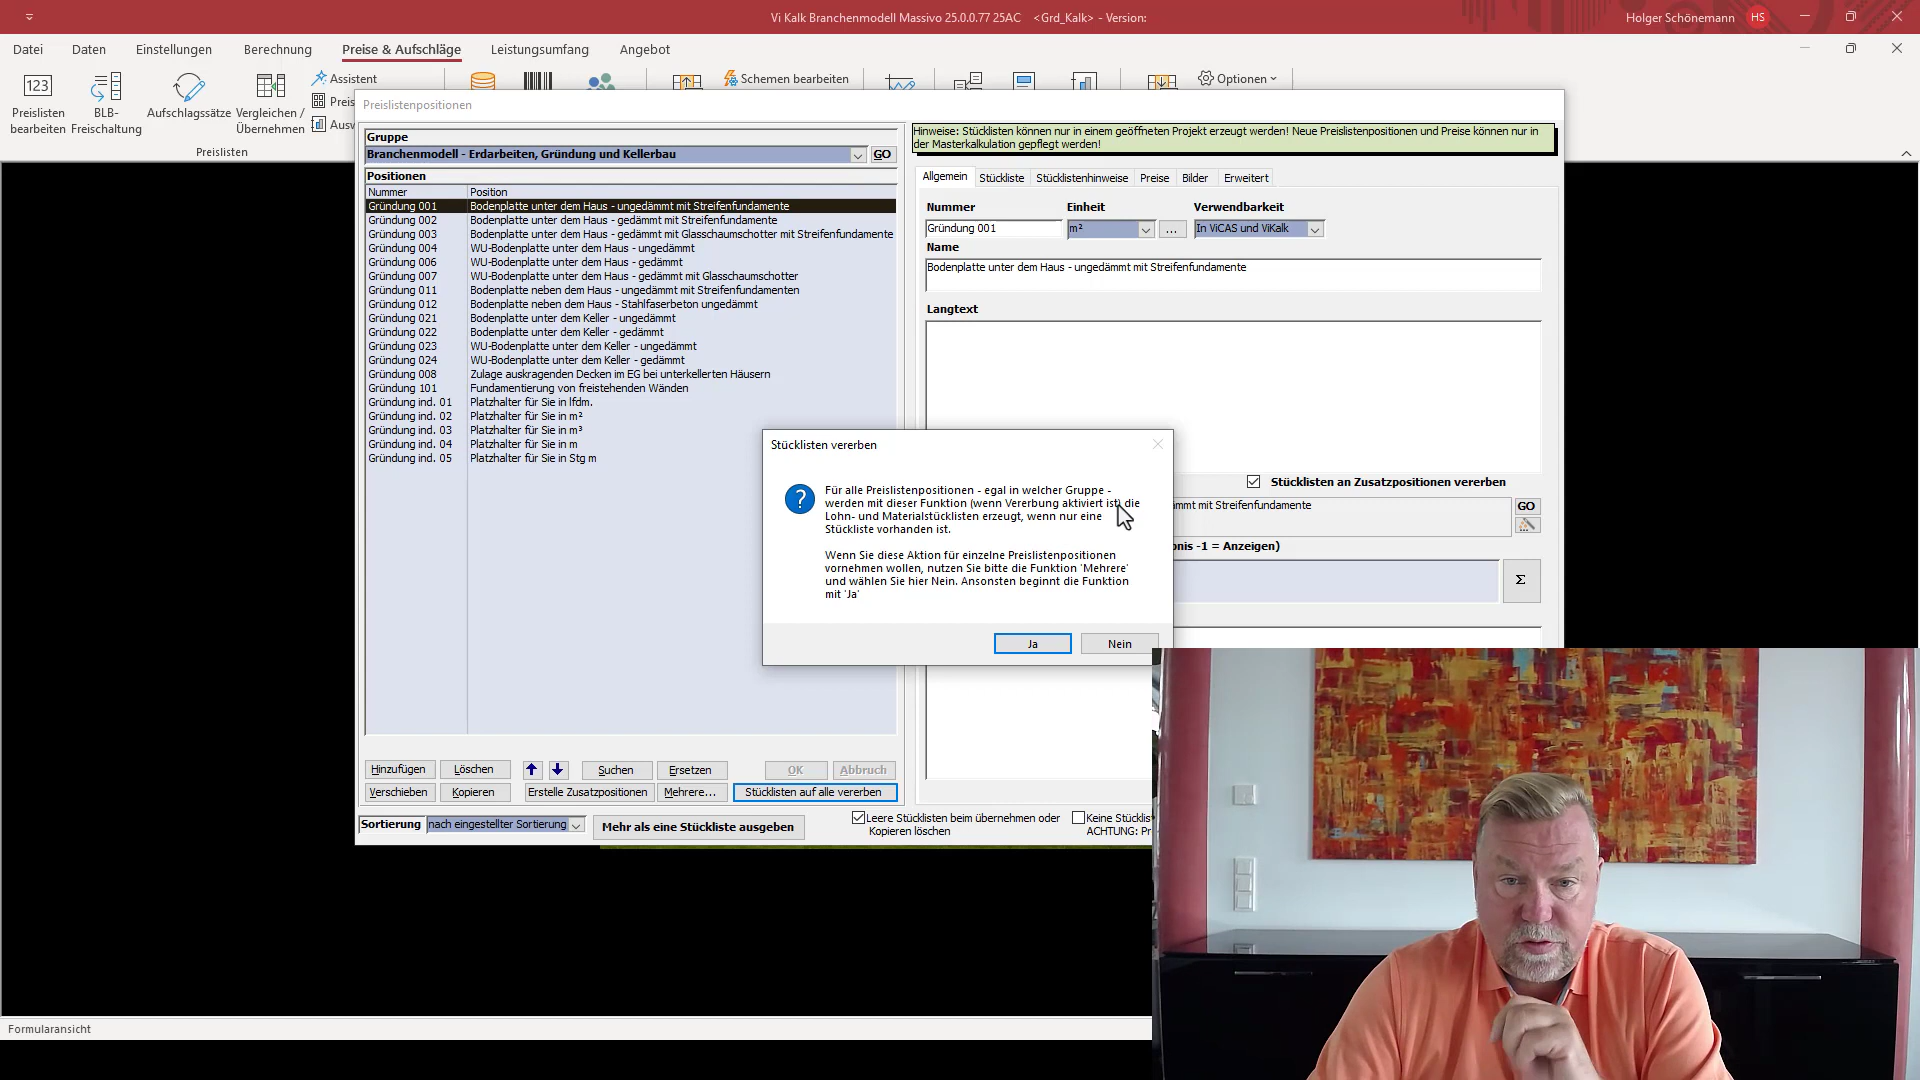 Vi Kalk Branchenmodell Massivo 25.0.0.77 25AC <Grd_Kalk> - Version:
Holger Schönemann HS
Datei Daten Einstellungen Berechnung Preise & Aufschläge Leistungsumfang Angebot
123
Preislisten bearbeiten
BLB-Freischaltung
Aufschlagssätze
Vergleichen / Übernehmen
Assistent
Schemen bearbeiten
Optionen
Preislisten
Preislistenpositionen
Gruppe
Branchenmodell - Erdarbeiten, Gründung und Kellerbau GO
Positionen
Nummer Position
Gründung 001 Bodenplatte unter dem Haus - ungedämmt mit Streifenfundamente
Gründung 002 Bodenplatte unter dem Haus - gedämmt mit Streifenfundamente
Gründung 003 Bodenplatte unter dem Haus - gedämmt mit Glasschaumschotter mit Streifenfundamente
Gründung 004 WU-Bodenplatte unter dem Haus - ungedämmt
Gründung 006 WU-Bodenplatte unter dem Haus - gedämmt
Gründung 007 WU-Bodenplatte unter dem Haus - gedämmt mit Glasschaumschotter
Gründung 011 Bodenplatte neben dem Haus - ungedämmt mit Streifenfundamenten
Gründung 012 Bodenplatte neben dem Haus - Stahlfaserbeton ungedämmt
Gründung 021 Bodenplatte unter dem Keller - ungedämmt
Gründung 022 Bodenplatte unter dem Keller - gedämmt
Gründung 023 WU-Bodenplatte unter dem Keller - ungedämmt
Gründung 024 WU-Bodenplatte unter dem Keller - gedämmt
Gründung 008 Zulage auskragenden Decken im EG bei unterkellerten Häusern
Gründung 101 Fundamentierung von freistehenden Wänden
Gründung ind. 01 Platzhalter für Sie in lfdm.
Gründung ind. 02 Platzhalter für Sie in m²
Gründung ind. 03 Platzhalter für Sie in m³
Gründung ind. 04 Platzhalter für Sie in m
Gründung ind. 05 Platzhalter für Sie in Stg m
Hinzufügen Löschen Suchen Ersetzen OK Abbruch
Verschieben Kopieren Erstelle Zusatzpositionen Mehrere... Stücklisten auf alle vererben
Sortierung nach eingestellter Sortierung Mehr als eine Stückliste ausgeben
Leere Stücklisten beim übernehmen oder
Kopieren löschen
Keine Stücklis
ACHTUNG: Pr
Hinweise: Stücklisten können nur in einem geöffneten Projekt erzeugt werden! Neue Preislistenpositionen und Preise können nur in
der Masterkalkulation gepflegt werden!
Allgemein Stückliste Stücklistenhinweise Preise Bilder Erweitert
Nummer Einheit Verwendbarkeit
Gründung 001 m² ... In ViCAS und ViKalk
Name
Bodenplatte unter dem Haus - ungedämmt mit Streifenfundamente
Langtext
Stücklisten an Zusatzpositionen vererben
mmt mit Streifenfundamente GO
nis -1 = Anzeigen)
Σ
Stücklisten vererben
Für alle Preislistenpositionen - egal in welcher Gruppe -
werden mit dieser Funktion (wenn Vererbung aktiviert ist) die
Lohn- und Materialstücklisten erzeugt, wenn nur eine
Stückliste vorhanden ist.
Wenn Sie diese Aktion für einzelne Preislistenpositionen
vornehmen wollen, nutzen Sie bitte die Funktion 'Mehrere'
und wählen Sie hier Nein. Ansonsten beginnt die Funktion
mit 'Ja'
Ja Nein
Formularansicht